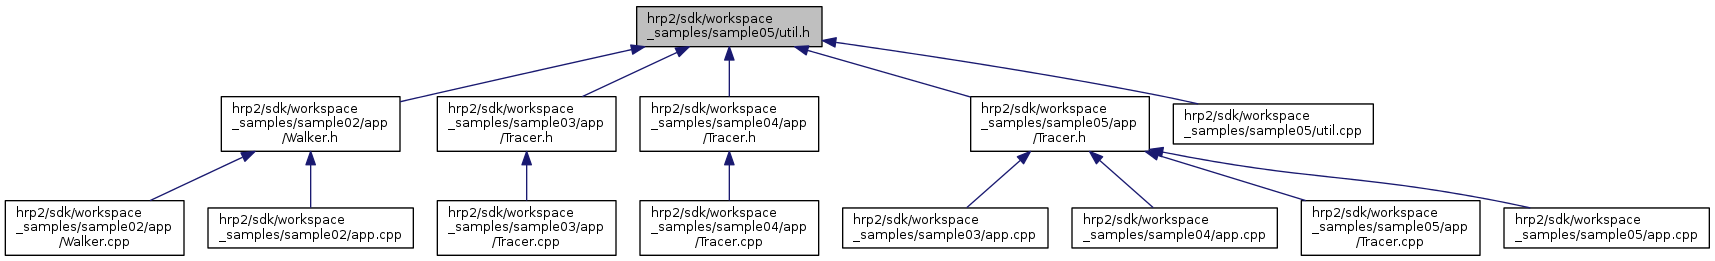 hrp2/sdk/workspace
_samples/sample05/util.h
hrp2/sdk/workspace
_samples/sample02/app
/Walker.h
hrp2/sdk/workspace
_samples/sample03/app
/Tracer.h
hrp2/sdk/workspace
_samples/sample04/app
/Tracer.h
hrp2/sdk/workspace
_samples/sample05/app
/Tracer.h
hrp2/sdk/workspace
_samples/sample05/util.cpp
hrp2/sdk/workspace
_samples/sample02/app
/Walker.cpp
hrp2/sdk/workspace
_samples/sample02/app.cpp
hrp2/sdk/workspace
_samples/sample03/app
/Tracer.cpp
hrp2/sdk/workspace
_samples/sample04/app
/Tracer.cpp
hrp2/sdk/workspace
_samples/sample03/app.cpp
hrp2/sdk/workspace
_samples/sample04/app.cpp
hrp2/sdk/workspace
_samples/sample05/app
/Tracer.cpp
hrp2/sdk/workspace
_samples/sample05/app.cpp